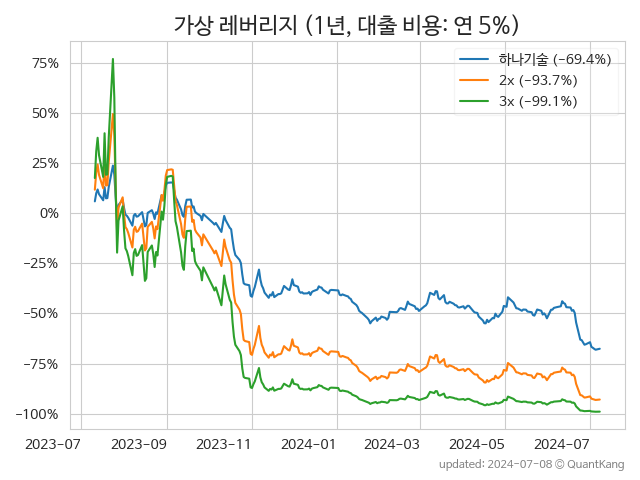 가상 레버리지 (1년, 대출 비용: 연 5%)
하나기술 (−69.4%)
2x (−93.7%)
3x (−99.1%)
75%
50%
25%
0%
−25%
−50%
−75%
−100%
2023-07 2023-09 2023-11 2024-01 2024-03 2024-05 2024-07
updated: 2024-07-08 © QuantKang